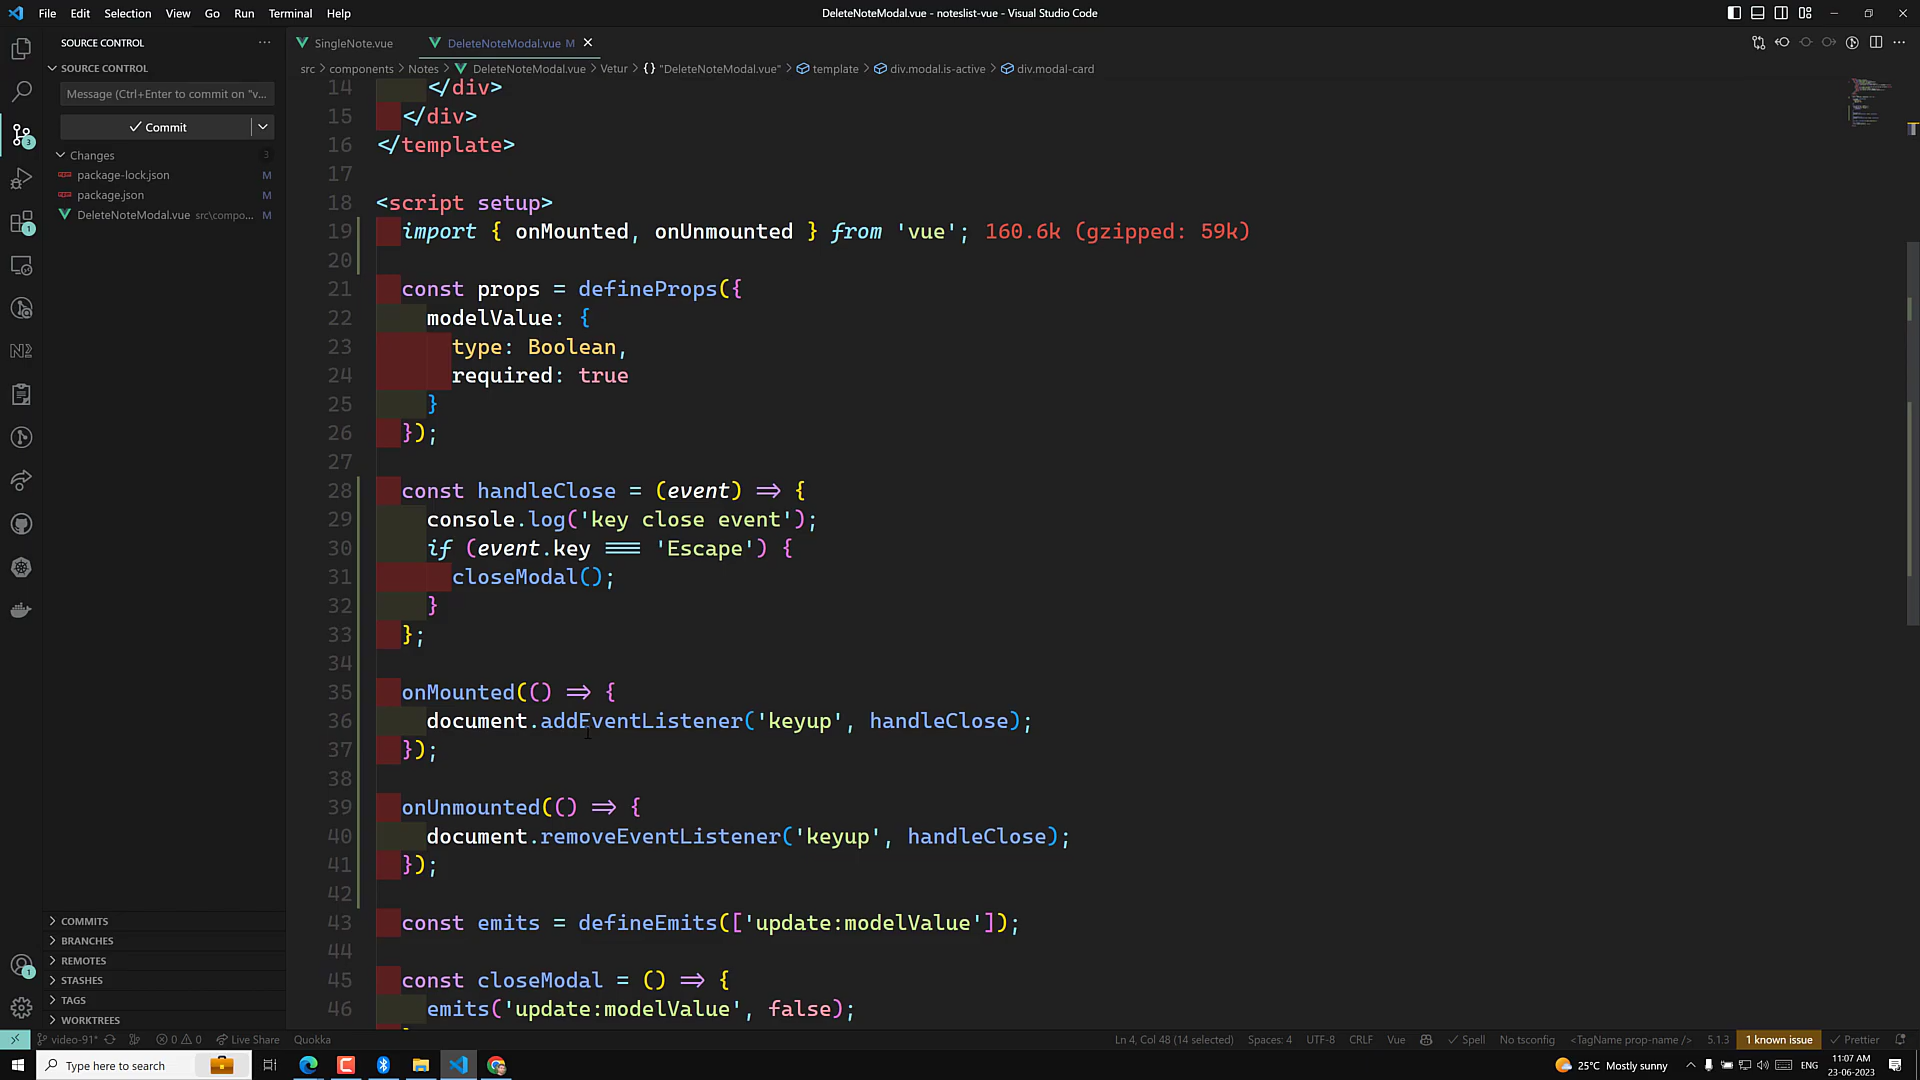 File Edit Selection View Go Run Terminal Help
DeleteNoteModal.vue - noteslist-vue - Visual Studio Code
SOURCE CONTROL
SingleNote.vue
DeleteNoteModal.vue M
SOURCE CONTROL
src > components > Notes > DeleteNoteModal.vue > Vetur > {} "DeleteNoteModal.vue" > template > div.modal.is-active > div.modal-card
Message (Ctrl+Enter to commit on "v...
Commit
Changes 3
package-lock.json M
package.json M
DeleteNoteModal.vue src\compo... M
14 </div>
15 </div>
16 </template>
17
18 <script setup>
19 import { onMounted, onUnmounted } from 'vue'; 160.6k (gzipped: 59k)
20
21 const props = defineProps({
22 modelValue: {
23 type: Boolean,
24 required: true
25 }
26 });
27
28 const handleClose = (event) => {
29 console.log('key close event');
30 if (event.key === 'Escape') {
31 closeModal();
32 }
33 };
34
35 onMounted(() => {
36 document.addEventListener('keyup', handleClose);
37 });
38
39 onUnmounted(() => {
40 document.removeEventListener('keyup', handleClose);
41 });
42
43 const emits = defineEmits(['update:modelValue']);
44
45 const closeModal = () => {
46 emits('update:modelValue', false);
COMMITS
BRANCHES
REMOTES
STASHES
TAGS
WORKTREES
video-91* 0 0 Live Share Quokka
Ln 4, Col 48 (14 selected) Spaces: 4 UTF-8 CRLF Vue Spell No tsconfig <TagName prop-name /> 5.1.3 1 known issue Prettier
Type here to search
25°C Mostly sunny
ENG
11:07 AM
23-06-2023